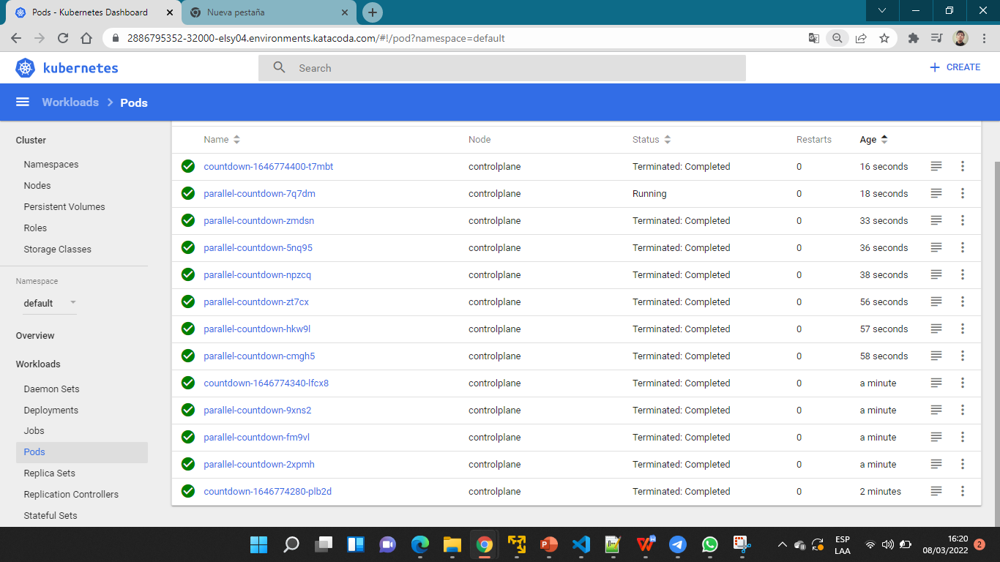 Pods - Kubernetes Dashboard
Nueva pestaña
2886795352-32000-elsy04.environments.katacoda.com/#!/pod?namespace=default
kubernetes
Search
CREATE
Workloads
Pods
Cluster
Namespaces
Nodes
Persistent Volumes
Roles
Storage Classes
Namespace
default
Overview
Workloads
Daemon Sets
Deployments
Jobs
Pods
Replica Sets
Replication Controllers
Stateful Sets
Name Node Status Restarts Age
countdown-1646774400-t7mbt controlplane Terminated: Completed 0 16 seconds
parallel-countdown-7q7dm controlplane Running 0 18 seconds
parallel-countdown-zmdsn controlplane Terminated: Completed 0 33 seconds
parallel-countdown-5nq95 controlplane Terminated: Completed 0 36 seconds
parallel-countdown-npzcq controlplane Terminated: Completed 0 38 seconds
parallel-countdown-zt7cx controlplane Terminated: Completed 0 56 seconds
parallel-countdown-hkw9l controlplane Terminated: Completed 0 57 seconds
parallel-countdown-cmgh5 controlplane Terminated: Completed 0 58 seconds
countdown-1646774340-lfcx8 controlplane Terminated: Completed 0 a minute
parallel-countdown-9xns2 controlplane Terminated: Completed 0 a minute
parallel-countdown-fm9vl controlplane Terminated: Completed 0 a minute
parallel-countdown-2xpmh controlplane Terminated: Completed 0 a minute
countdown-1646774280-plb2d controlplane Terminated: Completed 0 2 minutes
ESP
LAA
16:20
08/03/2022
2